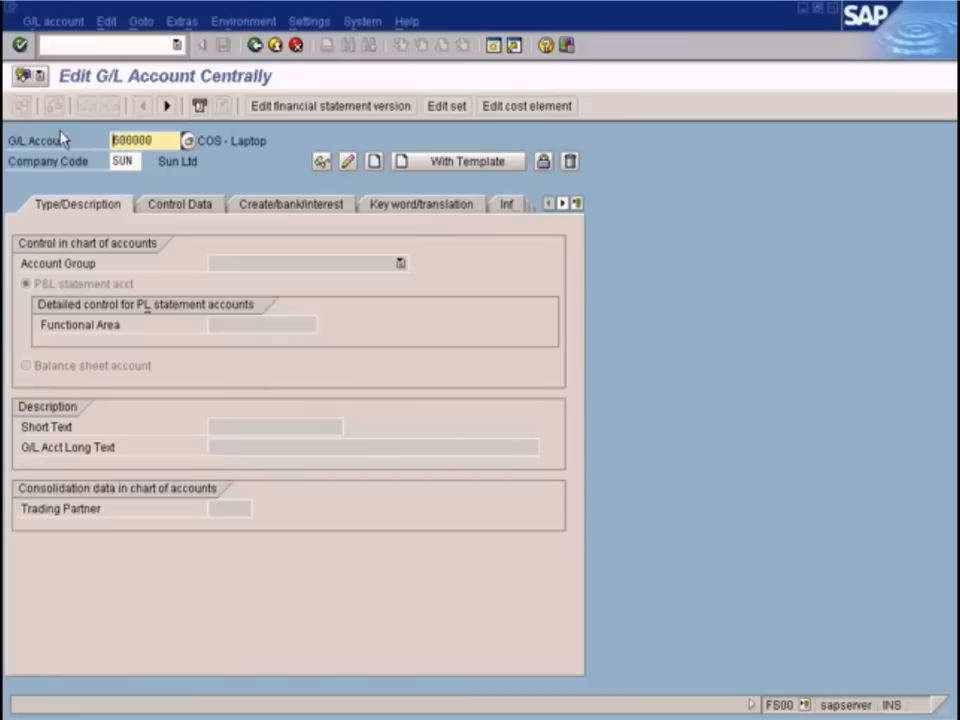 G/L account Edit Goto Extras Environment Settings System Help
SAP
Edit G/L Account Centrally
Edit financial statement version Edit set Edit cost element
G/L Account 600000 COS - Laptop
Company Code SUN Sun Ltd
With Template
Type/Description Control Data Create/bank/interest Key word/translation Inf
Control in chart of accounts
Account Group
P&L statement acct
Detailed control for PL statement accounts
Functional Area
Balance sheet account
Description
Short Text
G/L Acct Long Text
Consolidation data in chart of accounts
Trading Partner
FS00 sapserver INS